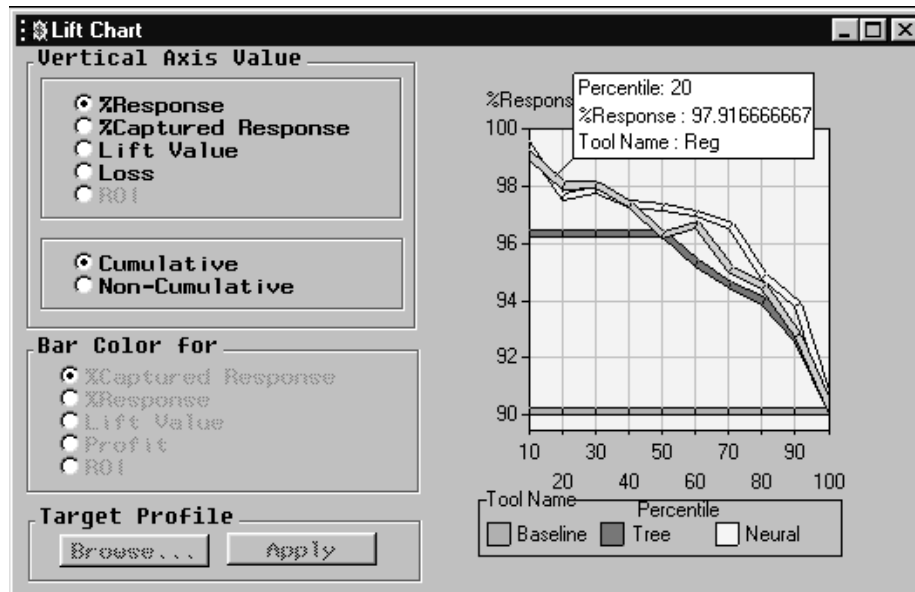 Lift Chart
Vertical Axis Value
%Response
%Captured Response
Lift Value
Loss
ROI
Cumulative
Non-Cumulative
Bar Color for
%Captured Response
%Response
Lift Value
Profit
ROI
Target Profile
Browse... Apply
%Respons
Percentile: 20
%Response : 97.916666667
Tool Name : Reg
100
98
96
94
92
90
10 30 50 70 90
20 40 60 80 100
Percentile
Tool Name
Baseline Tree Neural